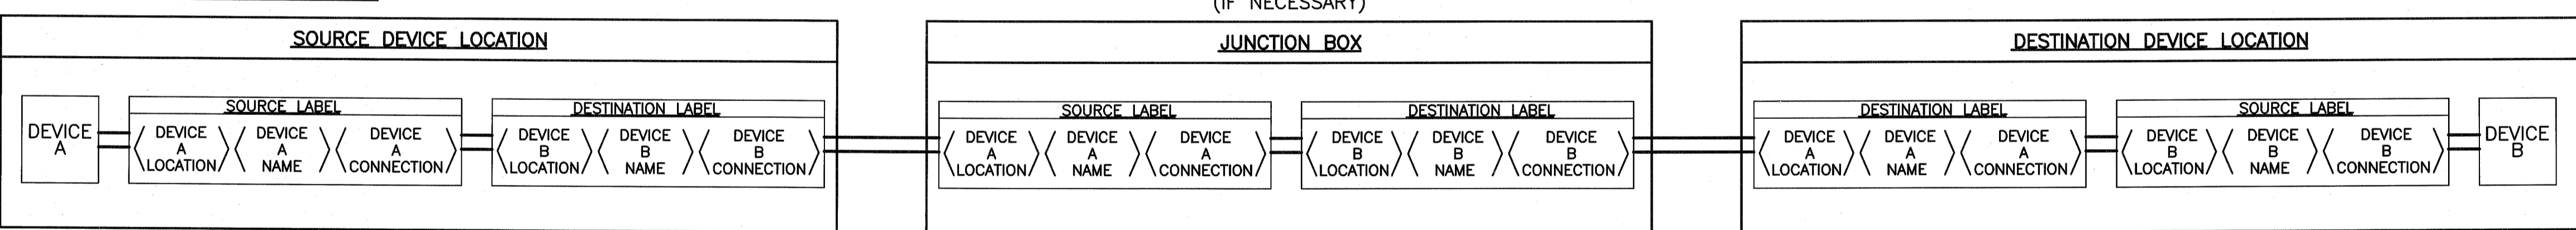 (IF NECESSARY)
SOURCE DEVICE LOCATION
DEVICE
A
SOURCE LABEL
DEVICE
A
LOCATION
DEVICE
A
NAME
DEVICE
A
CONNECTION
DESTINATION LABEL
DEVICE
B
LOCATION
DEVICE
B
NAME
DEVICE
B
CONNECTION
JUNCTION BOX
SOURCE LABEL
DEVICE
A
LOCATION
DEVICE
A
NAME
DEVICE
A
CONNECTION
DESTINATION LABEL
DEVICE
B
LOCATION
DEVICE
B
NAME
DEVICE
B
CONNECTION
DESTINATION DEVICE LOCATION
DESTINATION LABEL
DEVICE
A
LOCATION
DEVICE
A
NAME
DEVICE
A
CONNECTION
SOURCE LABEL
DEVICE
B
LOCATION
DEVICE
B
NAME
DEVICE
B
CONNECTION
DEVICE
B